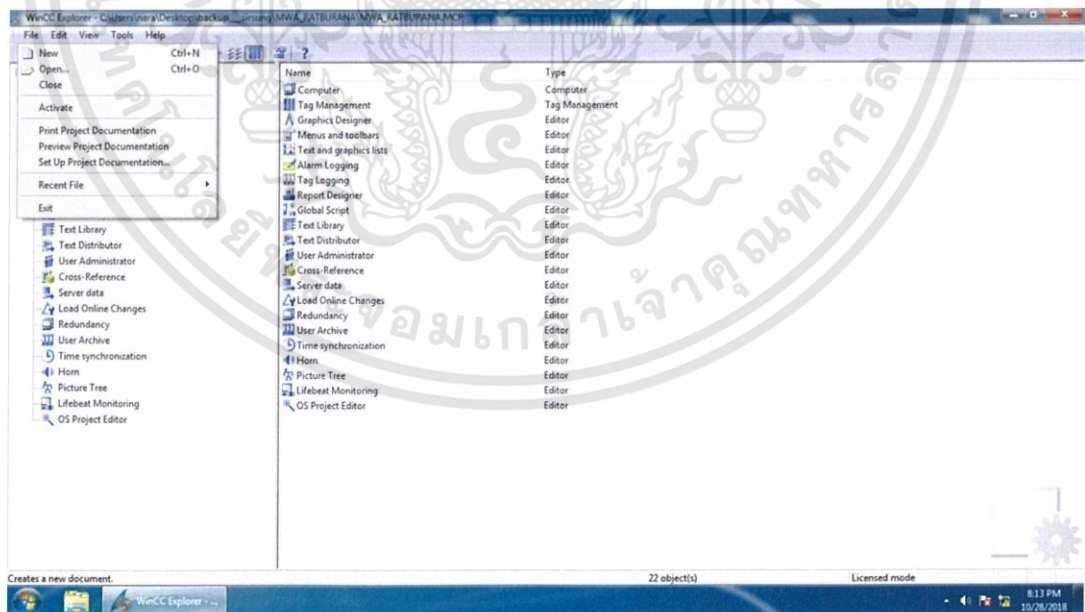 WinCC Explorer - C:\Users\nara\Desktop\backup__sirsung\MWA_RATBURANA\MWA_RATBURANA.MCP
File Edit View Tools Help
New Ctrl+N
Open... Ctrl+O
Close
Activate
Print Project Documentation
Preview Project Documentation
Set Up Project Documentation...
Recent File
Exit
Text Library
Text Distributor
User Administrator
Cross-Reference
Server data
Load Online Changes
Redundancy
User Archive
Time synchronization
Horn
Picture Tree
Lifebeat Monitoring
OS Project Editor
Name Type
Computer Computer
Tag Management Tag Management
Graphics Designer Editor
Menus and toolbars Editor
Text and graphics lists Editor
Alarm Logging Editor
Tag Logging Editor
Report Designer Editor
Global Script Editor
Text Library Editor
Text Distributor Editor
User Administrator Editor
Cross-Reference Editor
Server data Editor
Load Online Changes Editor
Redundancy Editor
User Archive Editor
Time synchronization Editor
Horn Editor
Picture Tree Editor
Lifebeat Monitoring Editor
OS Project Editor Editor
Creates a new document. 22 object(s) Licensed mode
WinCC Explorer - ...
8:13 PM
10/28/2018